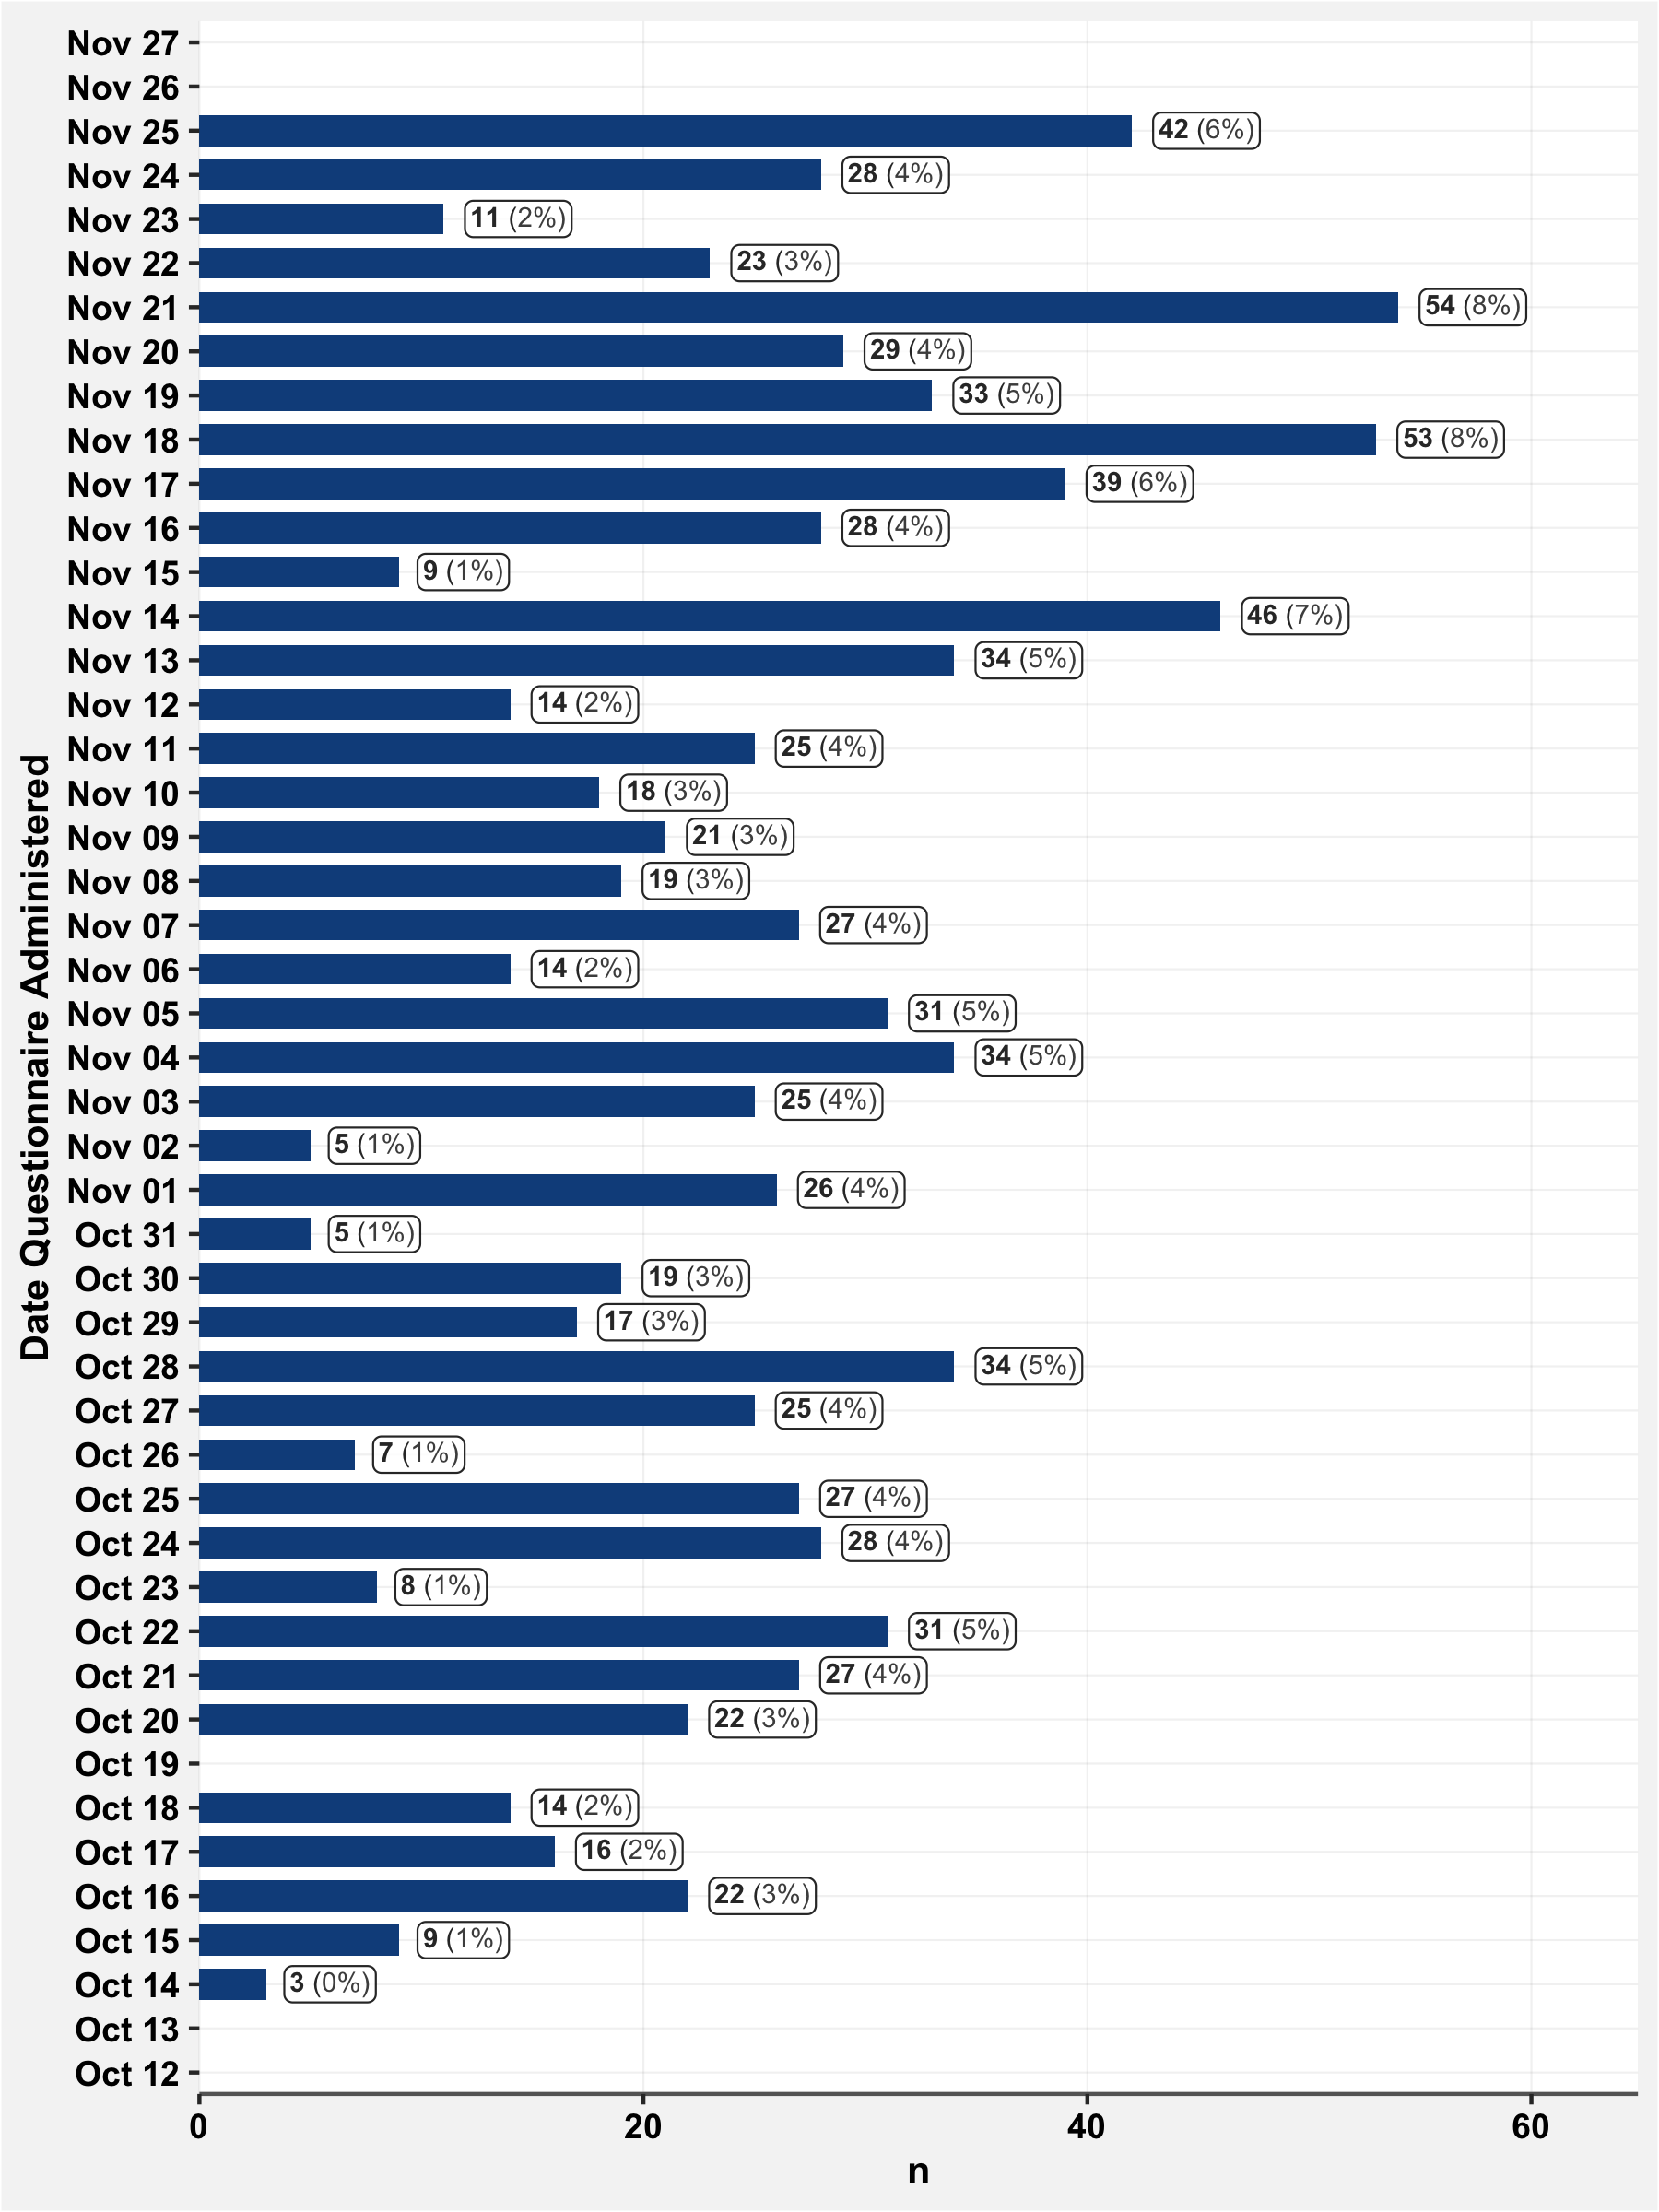 Nov 27
Nov 26
Nov 25 42 (6%)
Nov 24 28 (4%)
Nov 23 11 (2%)
Nov 22 23 (3%)
Nov 21 54 (8%)
Nov 20 29 (4%)
Nov 19 33 (5%)
Nov 18 53 (8%)
Nov 17 39 (6%)
Nov 16 28 (4%)
Nov 15 9 (1%)
Nov 14 46 (7%)
Nov 13 34 (5%)
Nov 12 14 (2%)
Nov 11 25 (4%)
Nov 10 18 (3%)
Nov 09 21 (3%)
Nov 08 19 (3%)
Nov 07 27 (4%)
Nov 06 14 (2%)
Nov 05 31 (5%)
Nov 04 34 (5%)
Nov 03 25 (4%)
Nov 02 5 (1%)
Nov 01 26 (4%)
Oct 31 5 (1%)
Oct 30 19 (3%)
Oct 29 17 (3%)
Oct 28 34 (5%)
Oct 27 25 (4%)
Oct 26 7 (1%)
Oct 25 27 (4%)
Oct 24 28 (4%)
Oct 23 8 (1%)
Oct 22 31 (5%)
Oct 21 27 (4%)
Oct 20 22 (3%)
Oct 19
Oct 18 14 (2%)
Oct 17 16 (2%)
Oct 16 22 (3%)
Oct 15 9 (1%)
Oct 14 3 (0%)
Oct 13
Oct 12
0 20 40 60
n
Date Questionnaire Administered